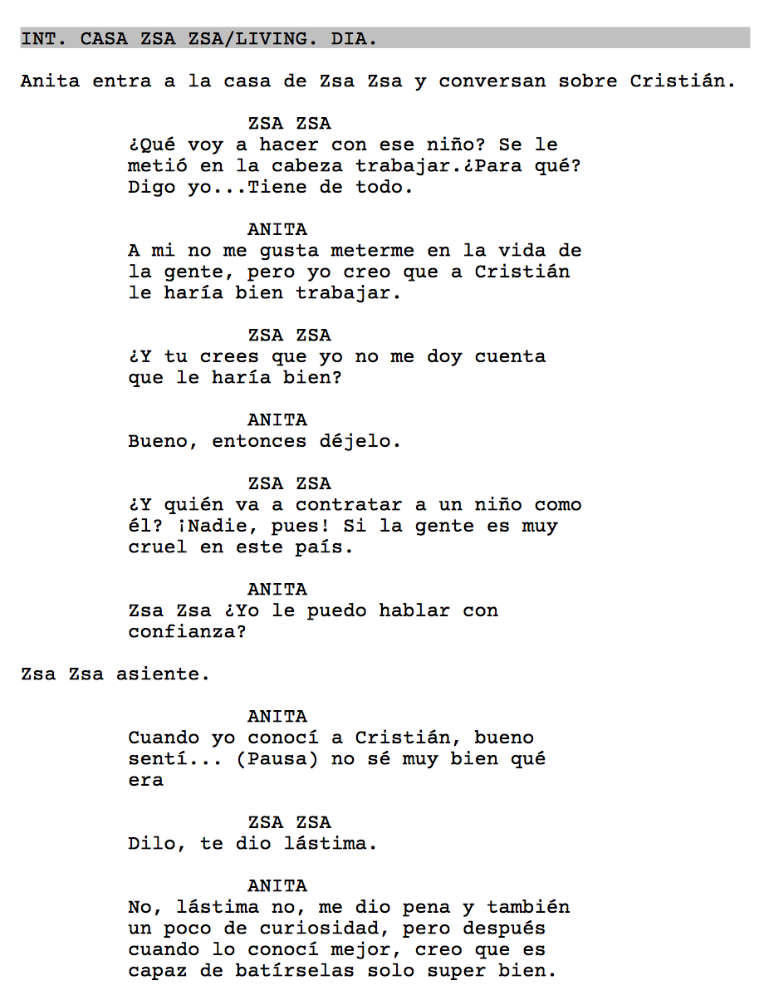 INT. CASA ZSA ZSA/LIVING. DIA.
Anita entra a la casa de Zsa Zsa y conversan sobre Cristián.
ZSA ZSA
¿Qué voy a hacer con ese niño? Se le
metió en la cabeza trabajar.¿Para qué?
Digo yo...Tiene de todo.
ANITA
A mi no me gusta meterme en la vida de
la gente, pero yo creo que a Cristián
le haría bien trabajar.
ZSA ZSA
¿Y tu crees que yo no me doy cuenta
que le haría bien?
ANITA
Bueno, entonces déjelo.
ZSA ZSA
¿Y quién va a contratar a un niño como
él? ¡Nadie, pues! Si la gente es muy
cruel en este país.
ANITA
Zsa Zsa ¿Yo le puedo hablar con
confianza?
Zsa Zsa asiente.
ANITA
Cuando yo conocí a Cristián, bueno
sentí... (Pausa) no sé muy bien qué
era
ZSA ZSA
Dilo, te dio lástima.
ANITA
No, lástima no, me dio pena y también
un poco de curiosidad, pero después
cuando lo conocí mejor, creo que es
capaz de batírselas solo super bien.